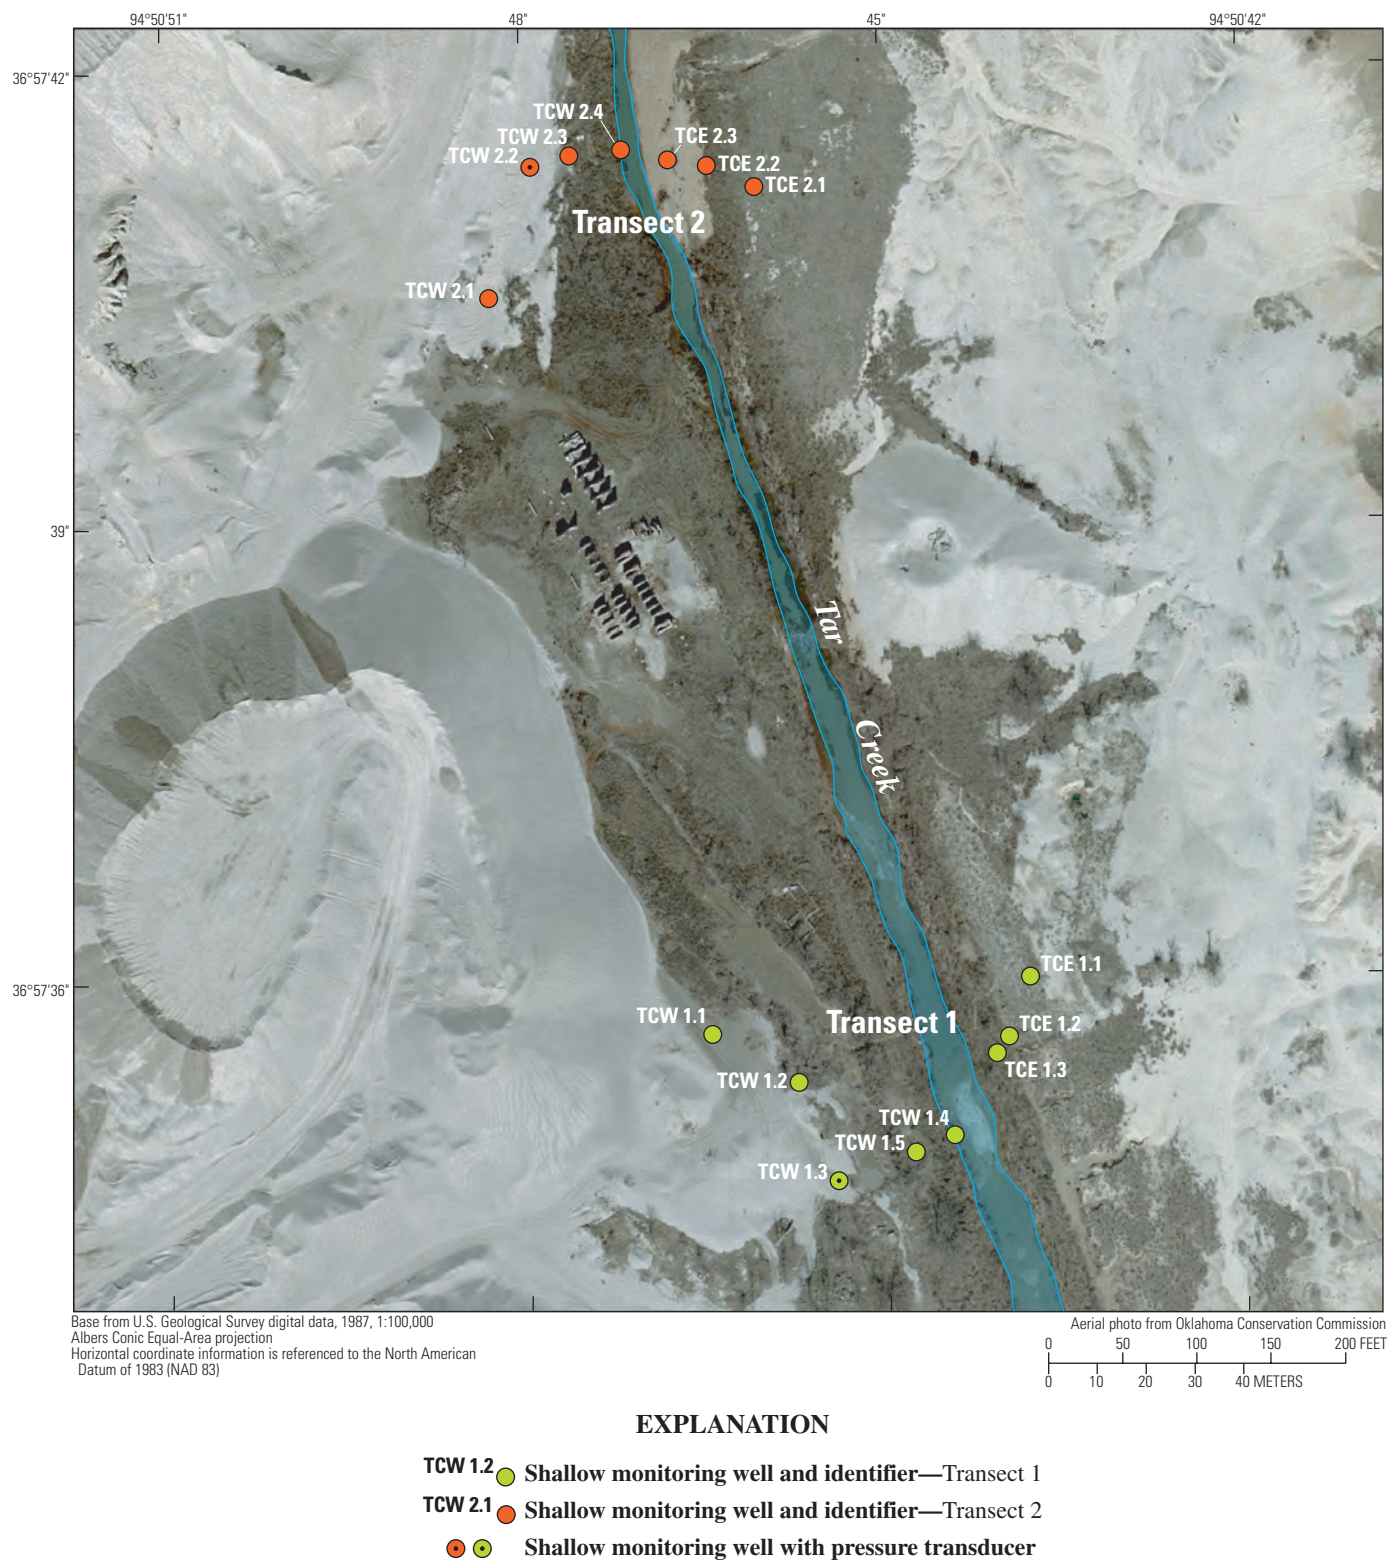 94°50'51"
48"
45"
94°50'42"
36°57'42"
TCW 2.4
TCW 2.3
TCW 2.2
TCE 2.3
TCE 2.2
TCE 2.1
Transect 2
TCW 2.1
39"
Tar
Creek
36°57'36"
TCE 1.1
TCW 1.1
Transect 1
TCE 1.2
TCE 1.3
TCW 1.2
TCW 1.4
TCW 1.5
TCW 1.3
Base from U.S. Geological Survey digital data, 1987, 1:100,000
Albers Conic Equal-Area projection
Horizontal coordinate information is referenced to the North American
Datum of 1983 (NAD 83)
Aerial photo from Oklahoma Conservation Commission
0 50 100 150 200 FEET
0 10 20 30 40 METERS
EXPLANATION
TCW 1.2 Shallow monitoring well and identifier—Transect 1
TCW 2.1 Shallow monitoring well and identifier—Transect 2
Shallow monitoring well with pressure transducer